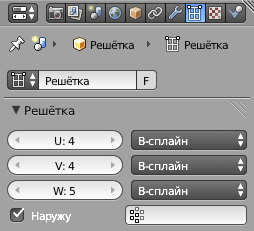 Решётка Решётка
Решётка F
Решётка
U: 4 В-сплайн
V: 4 В-сплайн
W: 5 В-сплайн
Наружу